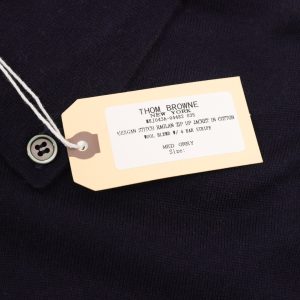 THOM BROWNE
NEW YORK
MILGAN STITCH RAGLAN ZIP UP JACKET IN COTTON
WOOL BLEND W/ 4 BAR STRIPE
MED GREY
Size: